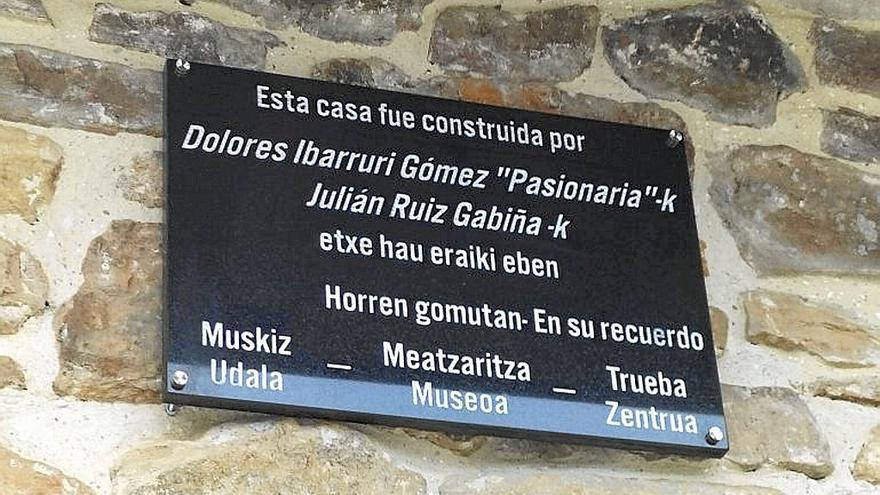 Esta casa fue construida por
Dolores Ibarruri Gómez "Pasionaria"-k
Julián Ruiz Gabiña -k
etxe hau eraiki eben
Horren gomutan- En su recuerdo
Muskiz – Meatzaritza – Trueba
Udala Museoa Zentrua